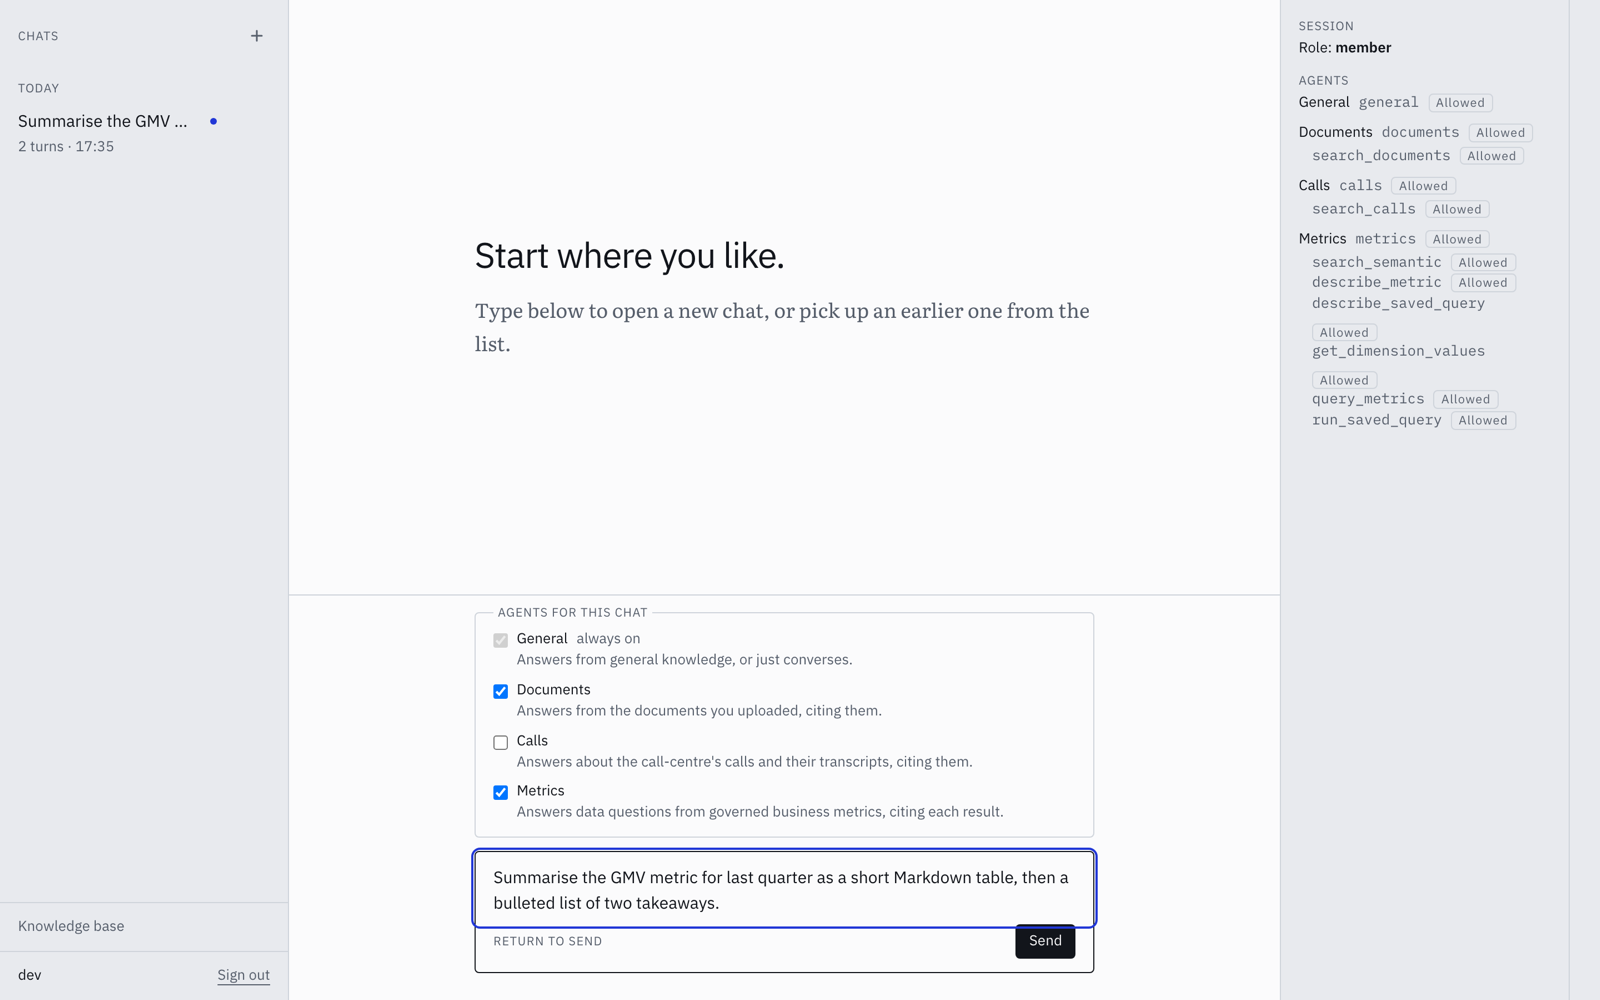 CHATS +
TODAY
Summarise the GMV ...
2 turns · 17:35
Knowledge base
dev
Sign out
Start where you like.
Type below to open a new chat, or pick up an earlier one from the
list.
AGENTS FOR THIS CHAT
General always on
Answers from general knowledge, or just converses.
Documents
Answers from the documents you uploaded, citing them.
Calls
Answers about the call-centre's calls and their transcripts, citing them.
Metrics
Answers data questions from governed business metrics, citing each result.
Summarise the GMV metric for last quarter as a short Markdown table, then a
bulleted list of two takeaways.
RETURN TO SEND
Send
SESSION
Role: member
AGENTS
General general Allowed
Documents documents Allowed
search_documents Allowed
Calls calls Allowed
search_calls Allowed
Metrics metrics Allowed
search_semantic Allowed
describe_metric Allowed
describe_saved_query
Allowed
get_dimension_values
Allowed
query_metrics Allowed
run_saved_query Allowed